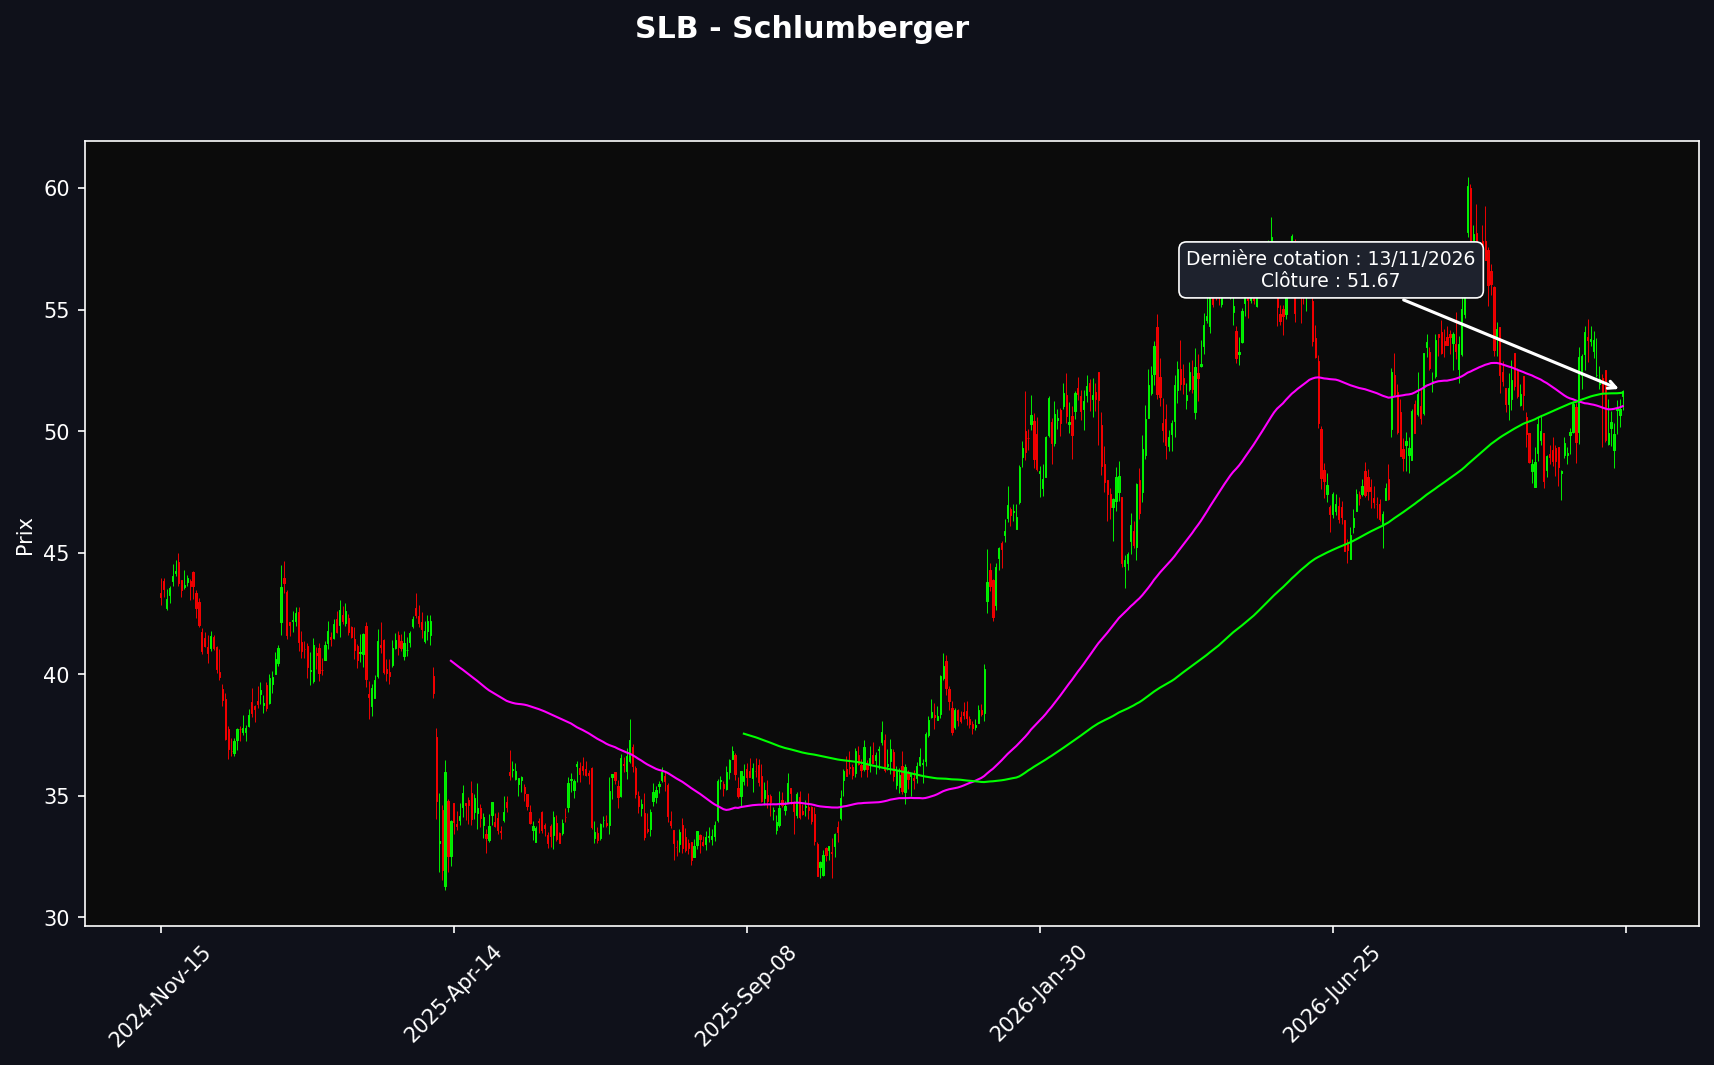 SLB - Schlumberger
Dernière cotation : 13/11/2026
Clôture : 51.67
Prix
60
55
50
45
40
35
30
2024-Nov-15
2025-Apr-14
2025-Sep-08
2026-Jan-30
2026-Jun-25